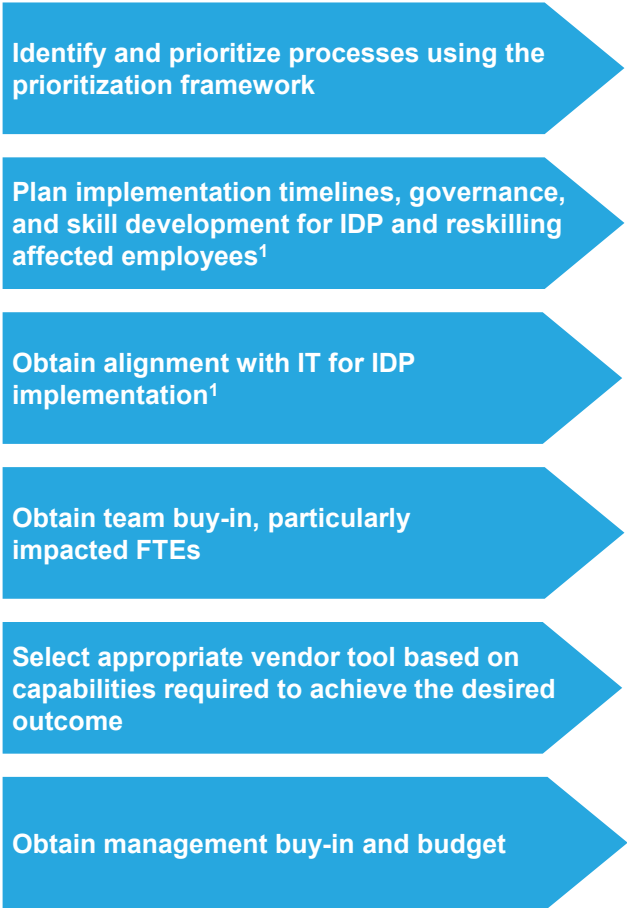 Identify and prioritize processes using the
prioritization framework
Plan implementation timelines, governance,
and skill development for IDP and reskilling
affected employees¹
Obtain alignment with IT for IDP
implementation¹
Obtain team buy-in, particularly
impacted FTEs
Select appropriate vendor tool based on
capabilities required to achieve the desired
outcome
Obtain management buy-in and budget